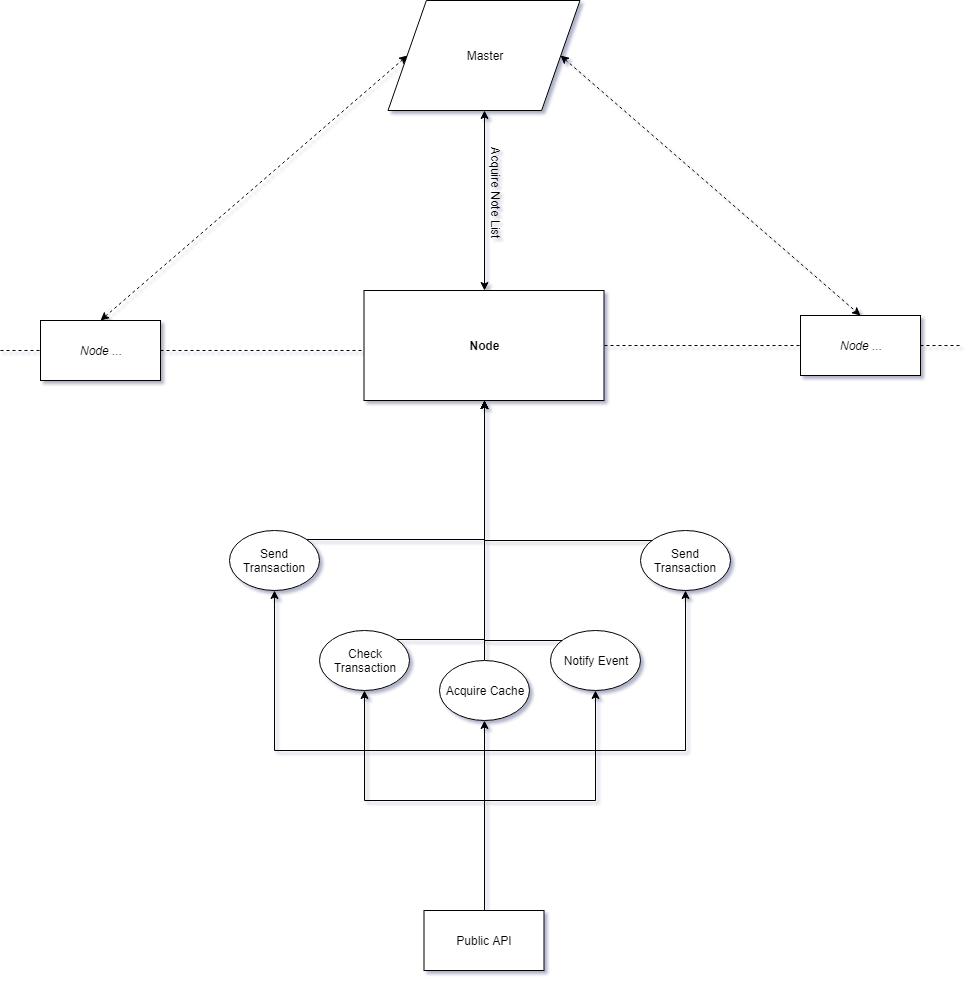 Master
Acquire Note List
Node ...
Node
Node ...
Send
Transaction
Send
Transaction
Check
Transaction
Notify Event
Acquire Cache
Public API